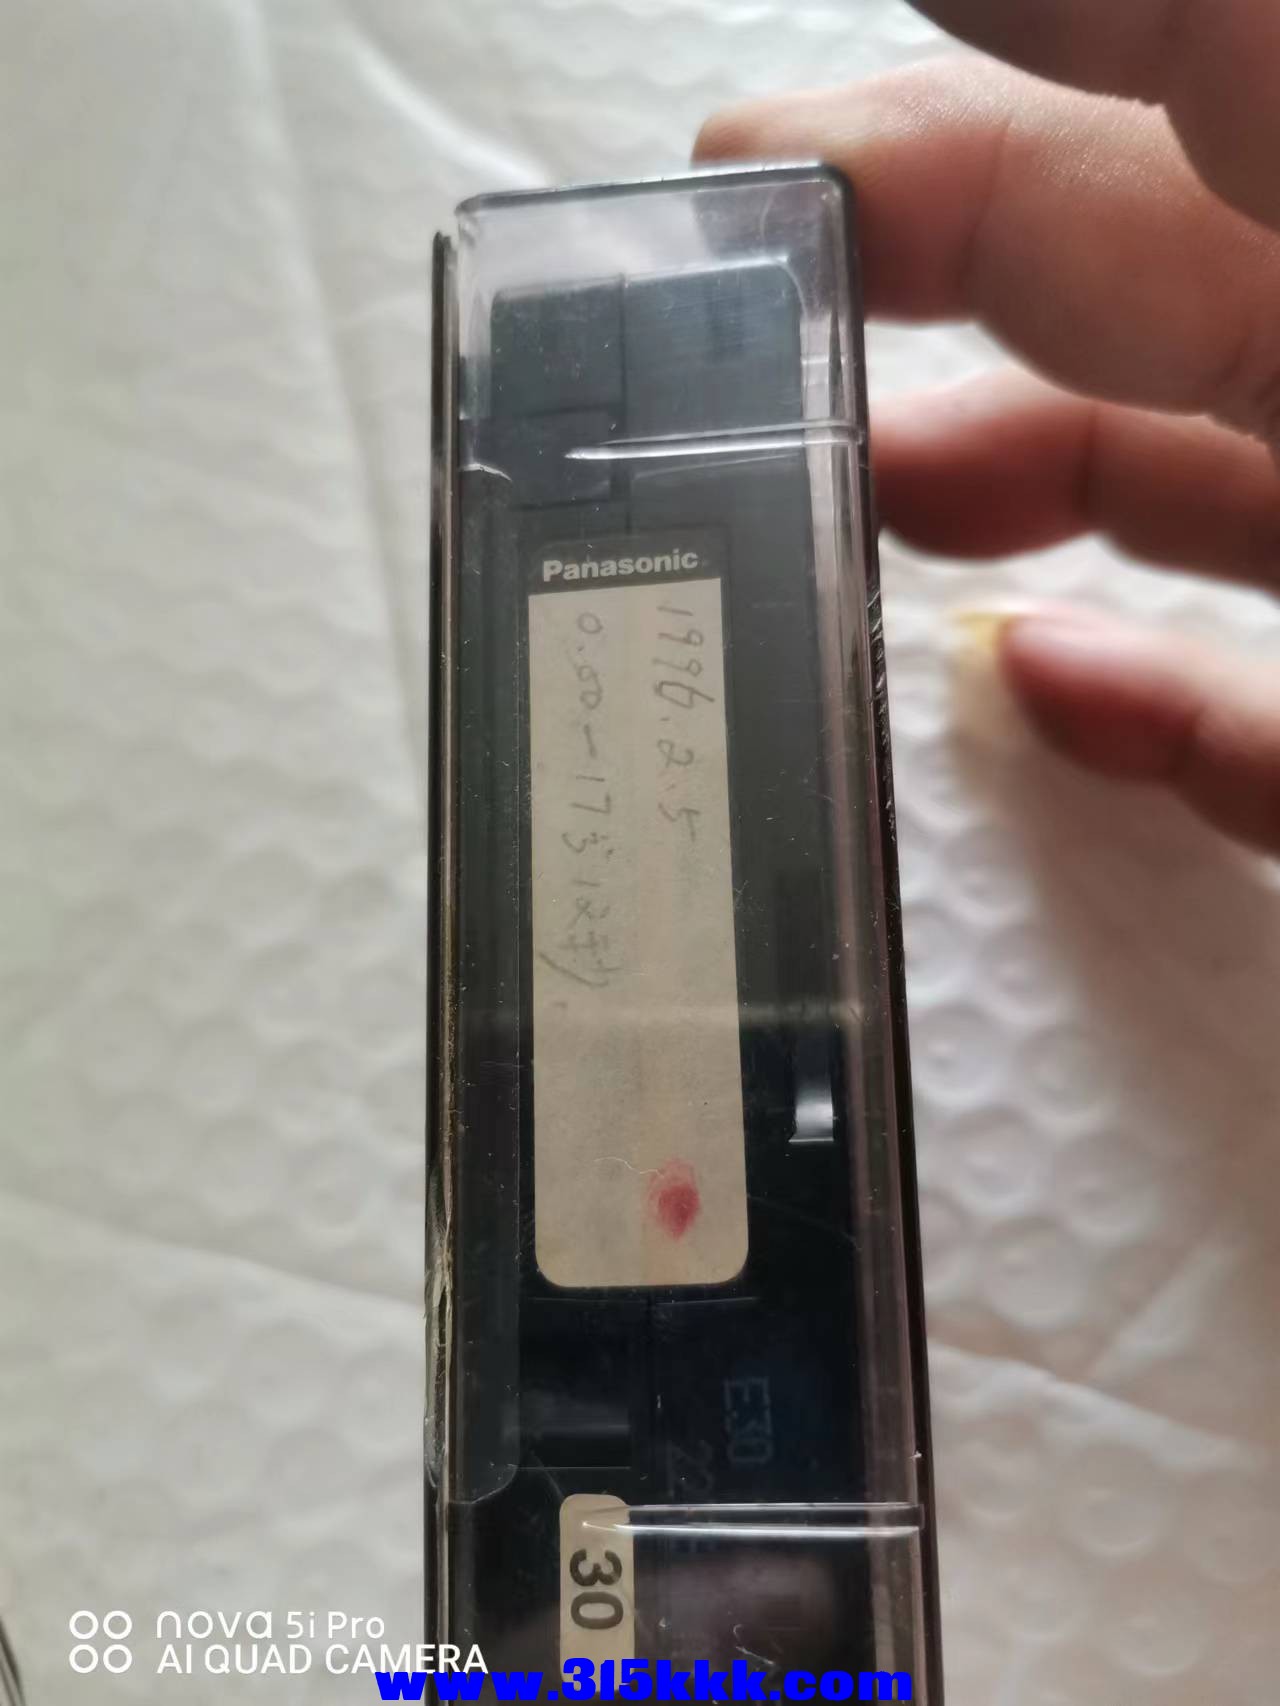 Panasonic
1996.2.5
0.00-17分12秒
E30
30
nova 5i Pro
AI QUAD CAMERA
www.315kkk.com